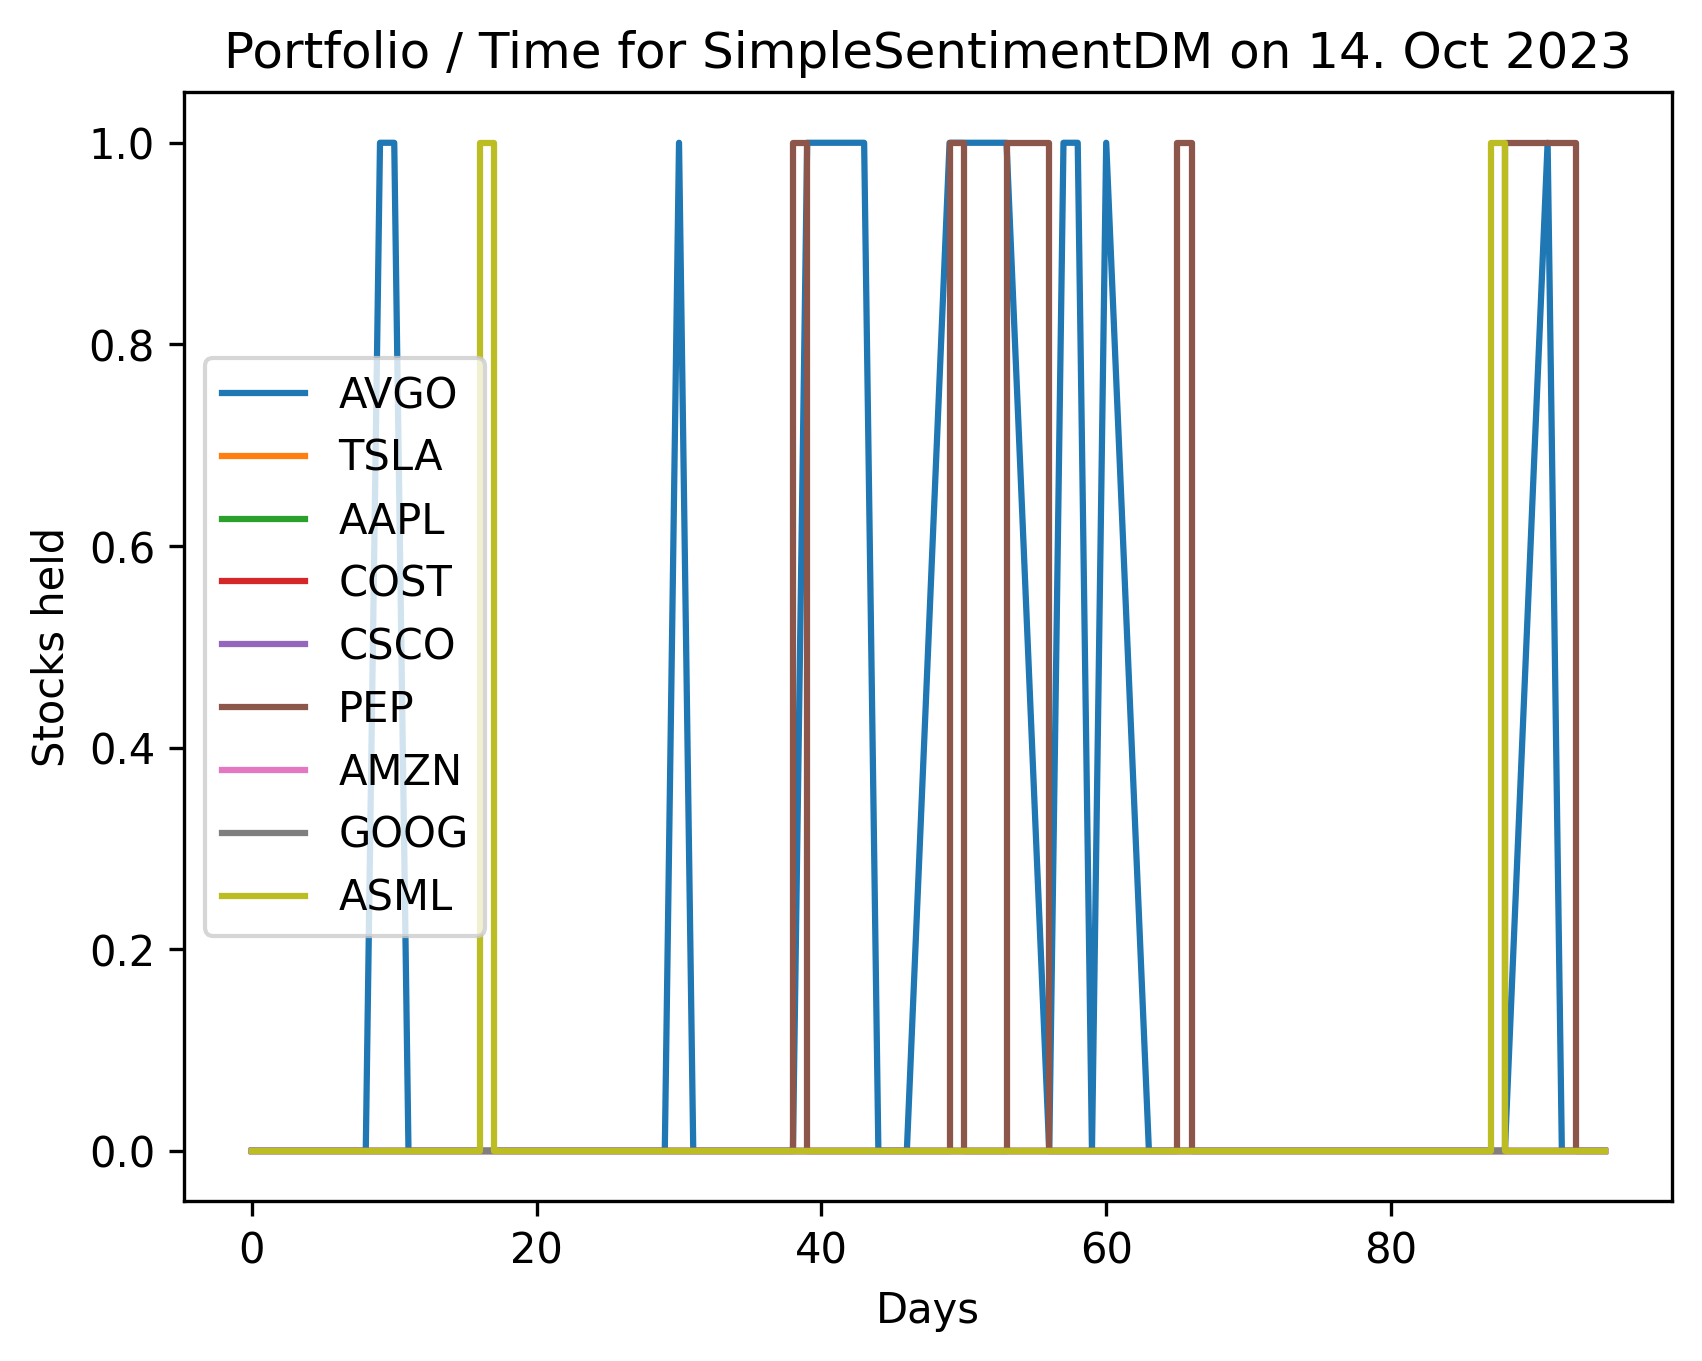 Portfolio / Time for SimpleSentimentDM on 14. Oct 2023
1.0
0.8
0.6
0.4
0.2
0.0
Stocks held
AVGO
TSLA
AAPL
COST
CSCO
PEP
AMZN
GOOG
ASML
0 20 40 60 80
Days